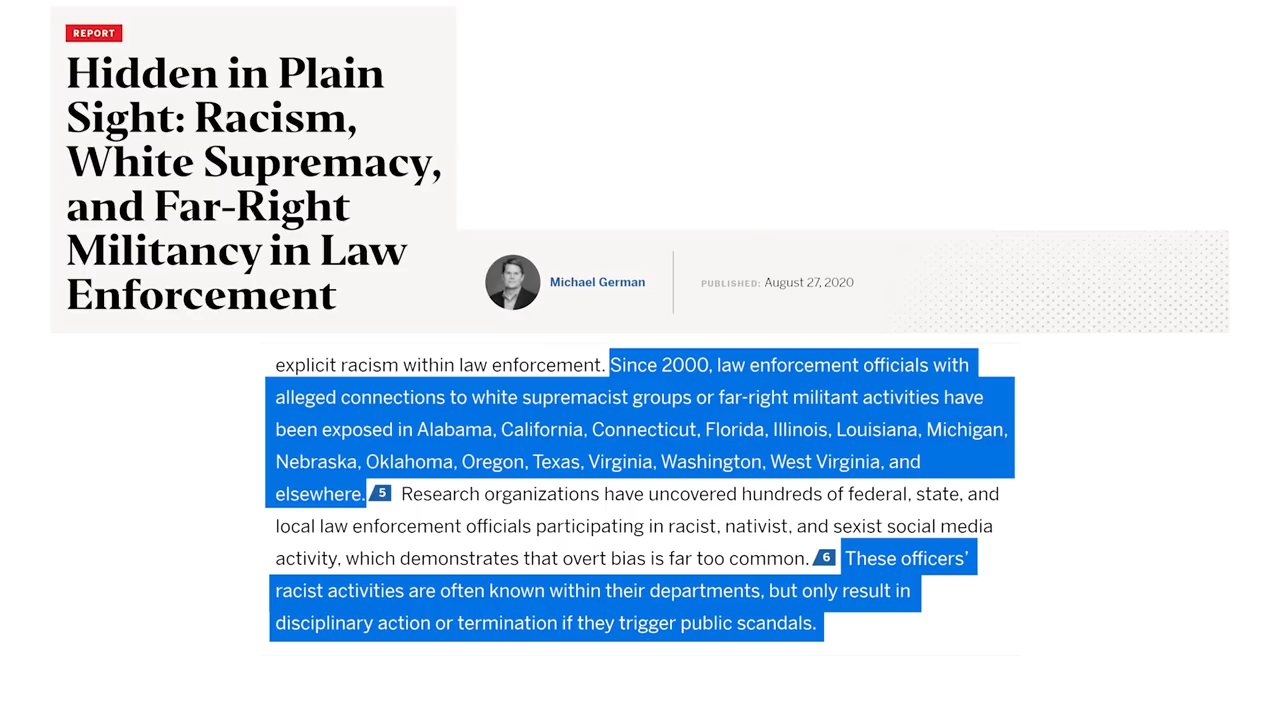 REPORT
Hidden in Plain
Sight: Racism,
White Supremacy,
and Far-Right
Militancy in Law
Enforcement
Michael German
PUBLISHED: August 27, 2020
explicit racism within law enforcement. Since 2000, law enforcement officials with
alleged connections to white supremacist groups or far-right militant activities have
been exposed in Alabama, California, Connecticut, Florida, Illinois, Louisiana, Michigan,
Nebraska, Oklahoma, Oregon, Texas, Virginia, Washington, West Virginia, and
elsewhere. 5 Research organizations have uncovered hundreds of federal, state, and
local law enforcement officials participating in racist, nativist, and sexist social media
activity, which demonstrates that overt bias is far too common. 6 These officers’
racist activities are often known within their departments, but only result in
disciplinary action or termination if they trigger public scandals.